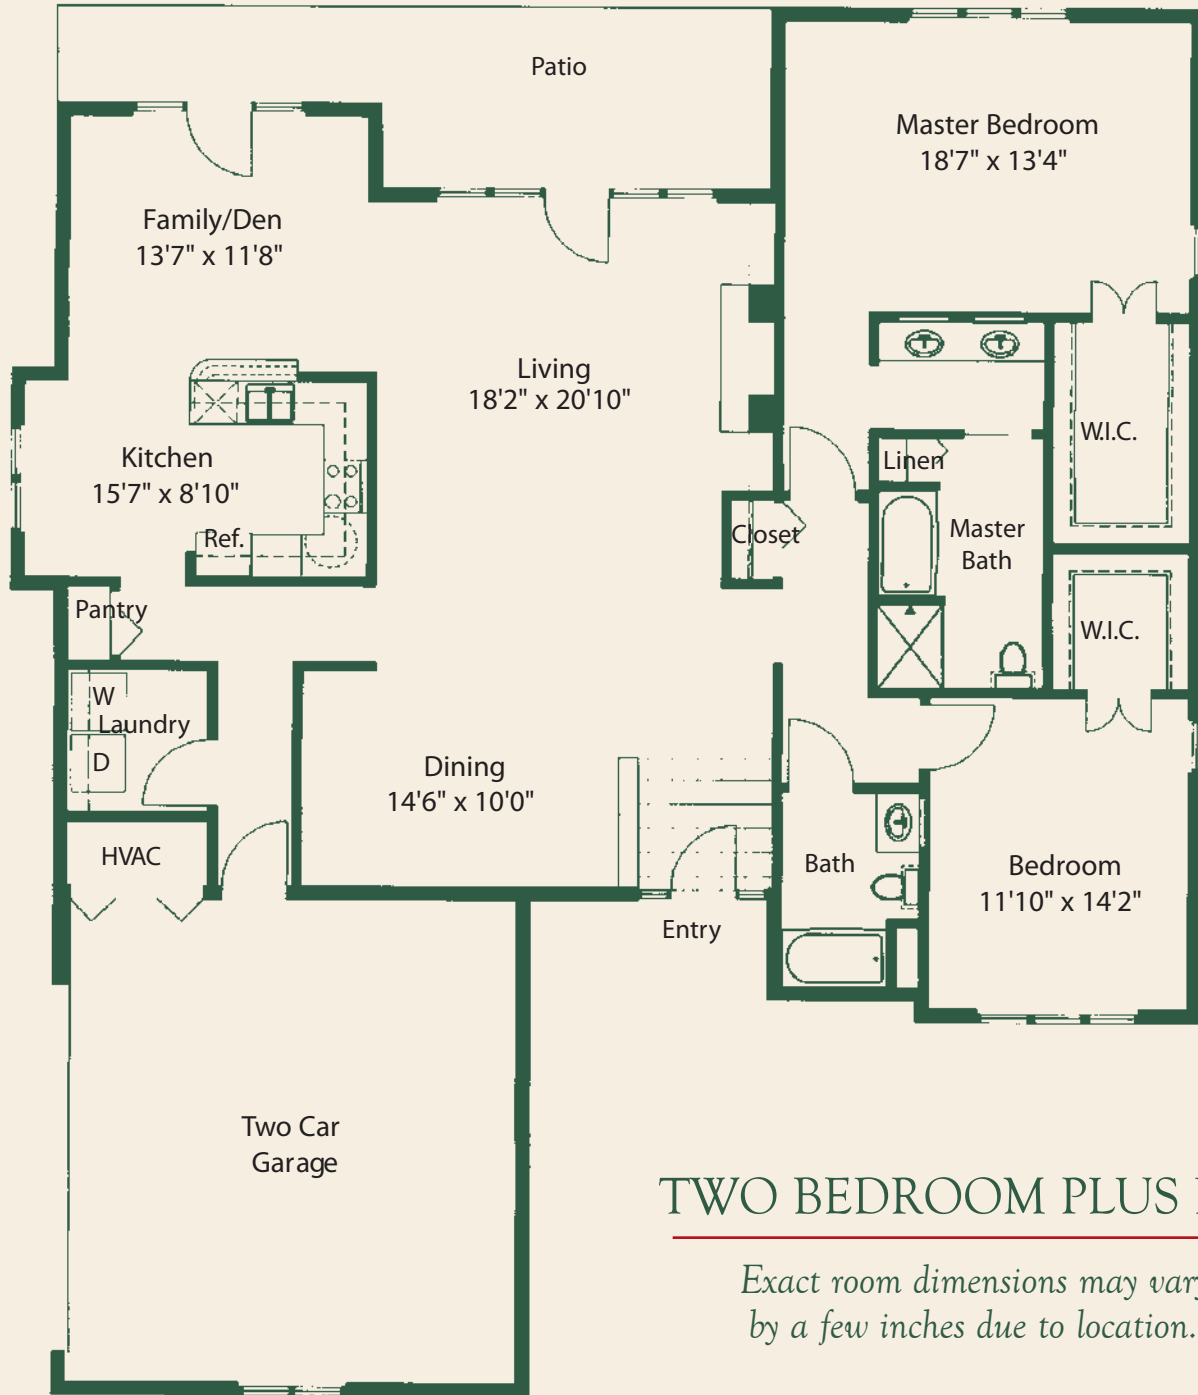 Patio
Master Bedroom
18'7" x 13'4"
Family/Den
13'7" x 11'8"
Living
18'2" x 20'10"
Kitchen
15'7" x 8'10"
W.I.C.
Linen
Ref.
Closet
Master
Bath
Pantry
W.I.C.
W
Laundry
D
Dining
14'6" x 10'0"
HVAC
Bath
Bedroom
11'10" x 14'2"
Entry
Two Car
Garage
TWO BEDROOM PLUS
Exact room dimensions may vary
by a few inches due to location.